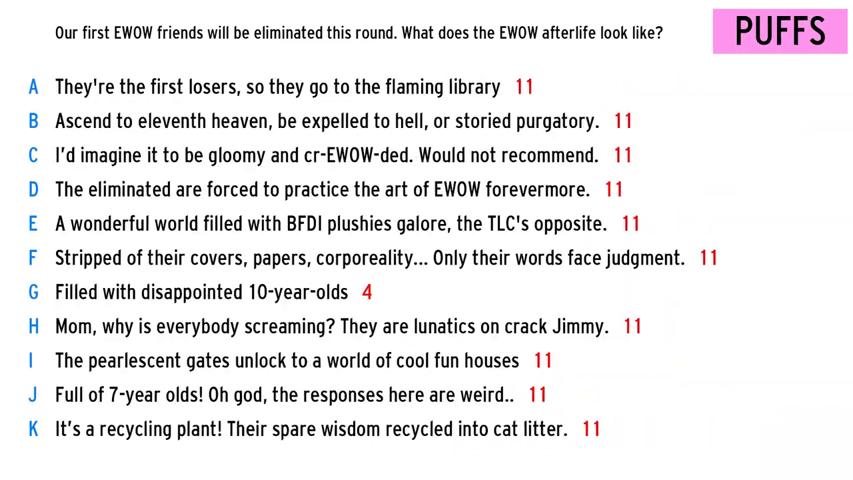 Our first EWOW friends will be eliminated this round. What does the EWOW afterlife look like?
PUFFS
A They're the first losers, so they go to the flaming library 11
B Ascend to eleventh heaven, be expelled to hell, or storied purgatory. 11
C I’d imagine it to be gloomy and cr-EWOW-ded. Would not recommend. 11
D The eliminated are forced to practice the art of EWOW forevermore. 11
E A wonderful world filled with BFDI plushies galore, the TLC's opposite. 11
F Stripped of their covers, papers, corporeality... Only their words face judgment. 11
G Filled with disappointed 10-year-olds 4
H Mom, why is everybody screaming? They are lunatics on crack Jimmy. 11
I The pearlescent gates unlock to a world of cool fun houses 11
J Full of 7-year olds! Oh god, the responses here are weird.. 11
K It’s a recycling plant! Their spare wisdom recycled into cat litter. 11